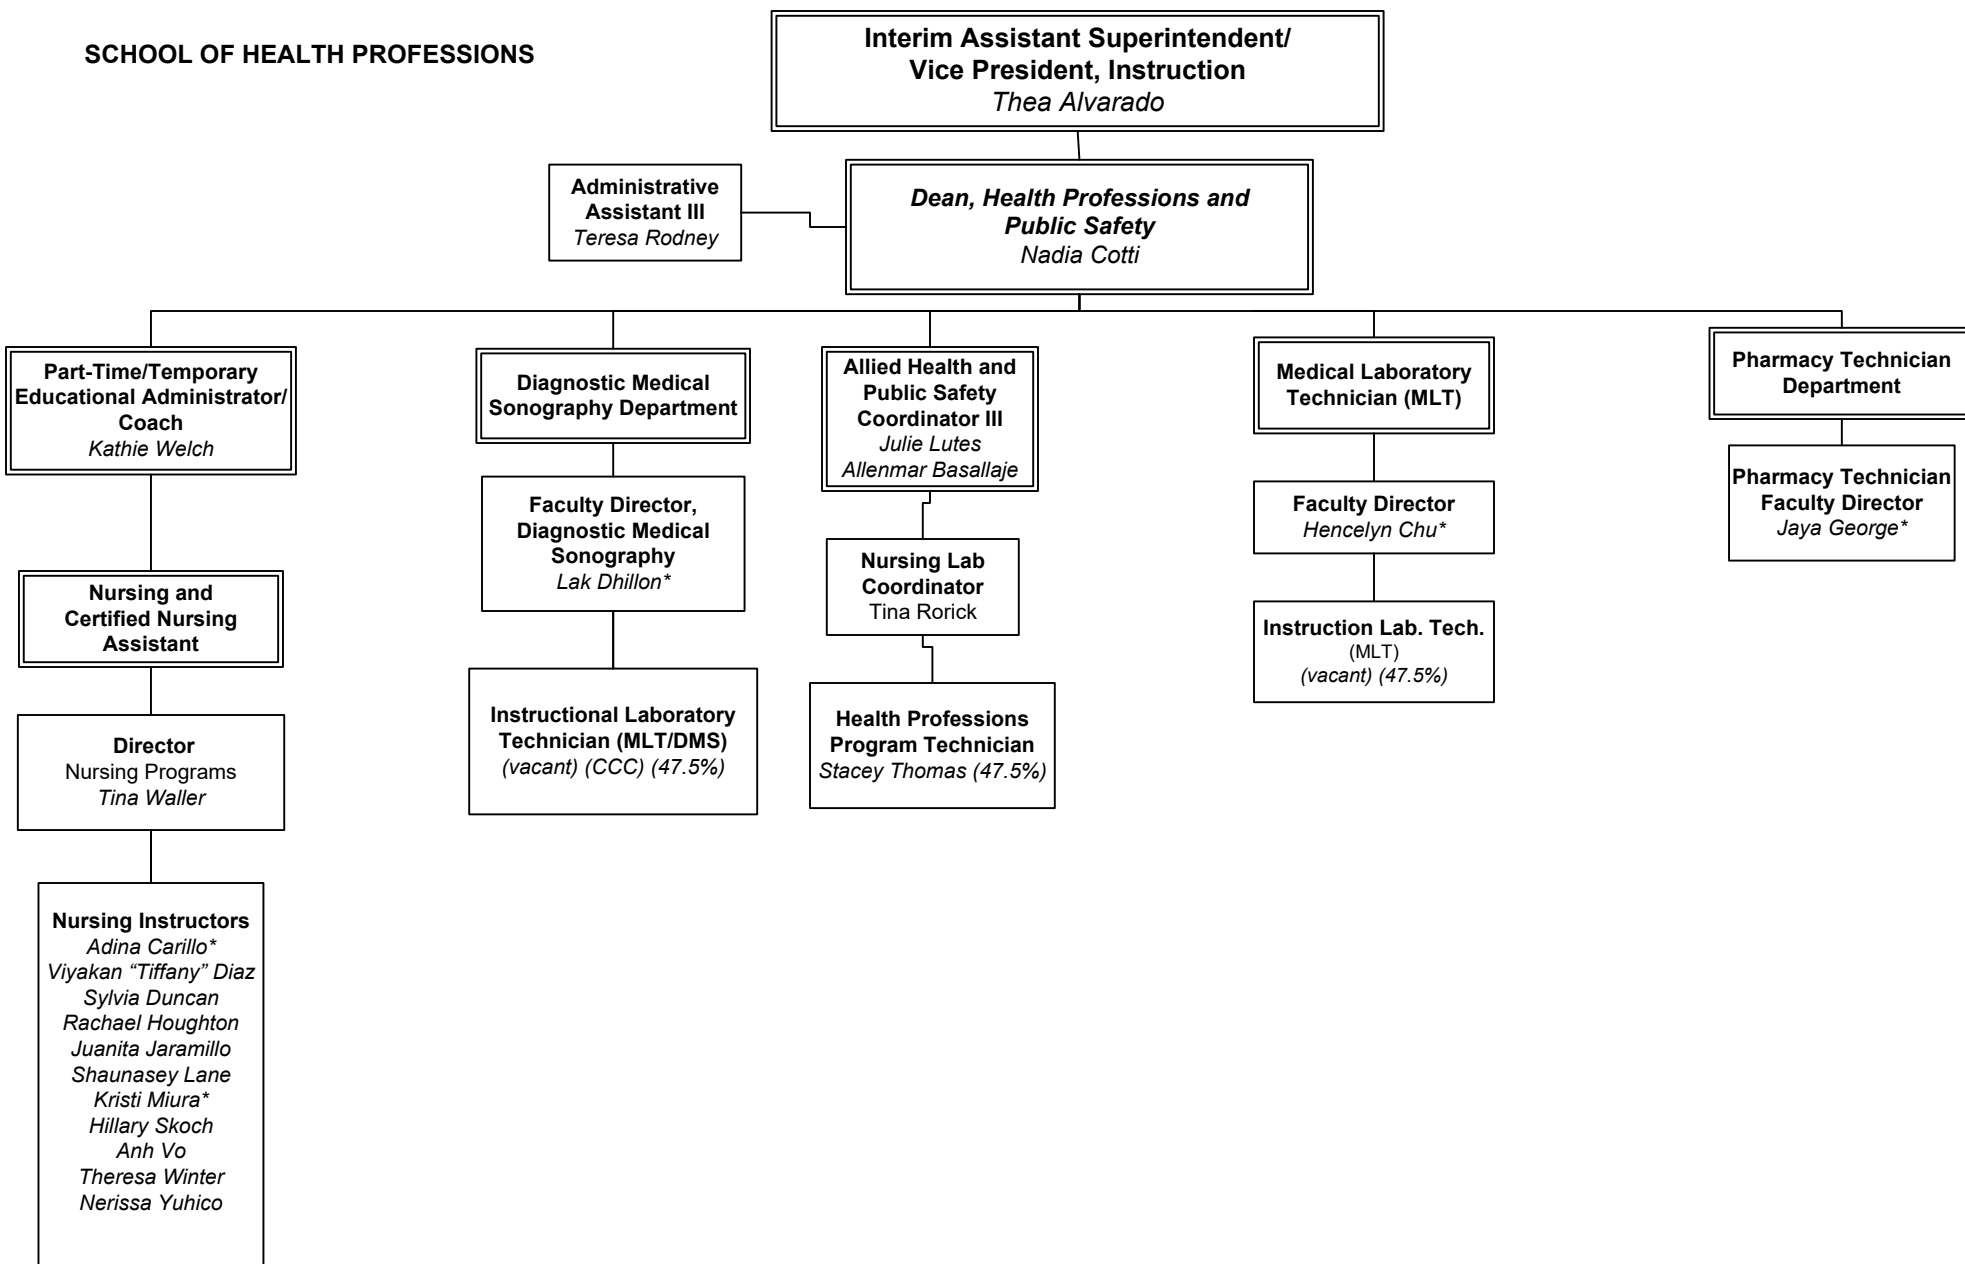 SCHOOL OF HEALTH PROFESSIONS
Interim Assistant Superintendent/
Vice President, Instruction
Thea Alvarado
Administrative
Assistant III
Teresa Rodney
Dean, Health Professions and
Public Safety
Nadia Cotti
Part-Time/Temporary
Educational Administrator/
Coach
Kathie Welch
Nursing and
Certified Nursing
Assistant
Director
Nursing Programs
Tina Waller
Nursing Instructors
Adina Carillo*
Viyakan “Tiffany” Diaz
Sylvia Duncan
Rachael Houghton
Juanita Jaramillo
Shaunasey Lane
Kristi Miura*
Hillary Skoch
Anh Vo
Theresa Winter
Nerissa Yuhico
Diagnostic Medical
Sonography Department
Faculty Director,
Diagnostic Medical
Sonography
Lak Dhillon*
Instructional Laboratory
Technician (MLT/DMS)
(vacant) (CCC) (47.5%)
Allied Health and
Public Safety
Coordinator III
Julie Lutes
Allenmar Basallaje
Nursing Lab
Coordinator
Tina Rorick
Health Professions
Program Technician
Stacey Thomas (47.5%)
Medical Laboratory
Technician (MLT)
Faculty Director
Hencelyn Chu*
Instruction Lab. Tech.
(MLT)
(vacant) (47.5%)
Pharmacy Technician
Department
Pharmacy Technician
Faculty Director
Jaya George*